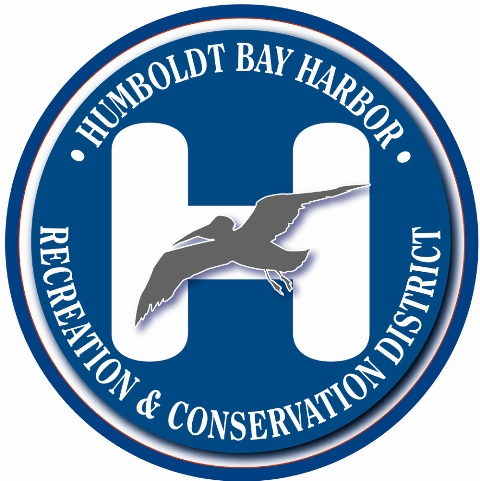 • HUMBOLDT BAY HARBOR •
H
RECREATION & CONSERVATION DISTRICT